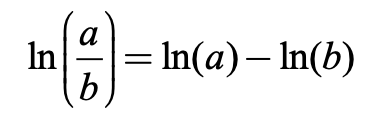 ln(a/b) = ln(a) − ln(b)